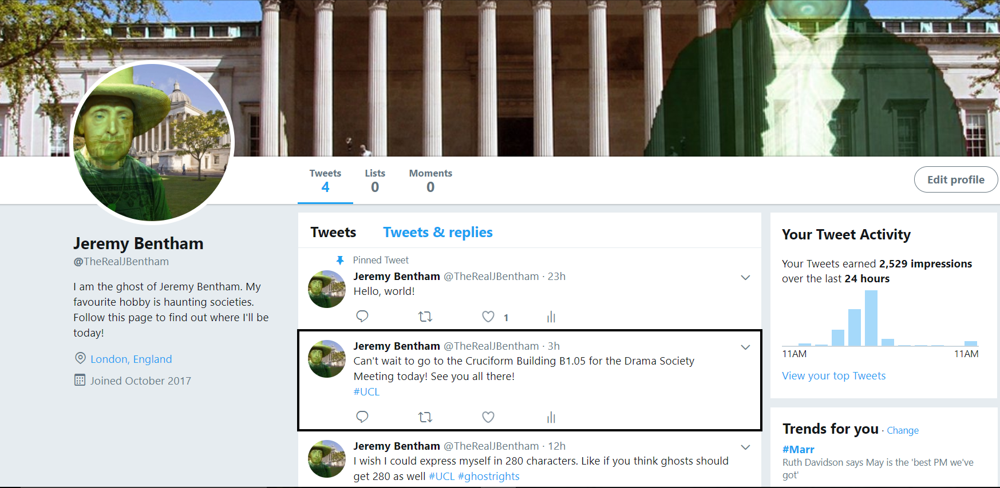 Tweets
4
Lists
0
Moments
0
Edit profile
Jeremy Bentham
@TheRealJBentham
I am the ghost of Jeremy Bentham. My
favourite hobby is haunting societies.
Follow this page to find out where I'll be
today!
London, England
Joined October 2017
Tweets
Tweets & replies
Pinned Tweet
Jeremy Bentham @TheRealJBentham · 23h
Hello, world!
1
Jeremy Bentham @TheRealJBentham · 3h
Can't wait to go to the Cruciform Building B1.05 for the Drama Society
Meeting today! See you all there!
#UCL
Jeremy Bentham @TheRealJBentham · 12h
I wish I could express myself in 280 characters. Like if you think ghosts should
get 280 as well #UCL #ghostrights
Your Tweet Activity
Your Tweets earned 2,529 impressions
over the last 24 hours
11AM
11AM
View your top Tweets
Trends for you · Change
#Marr
Ruth Davidson says May is the 'best PM we've
got'